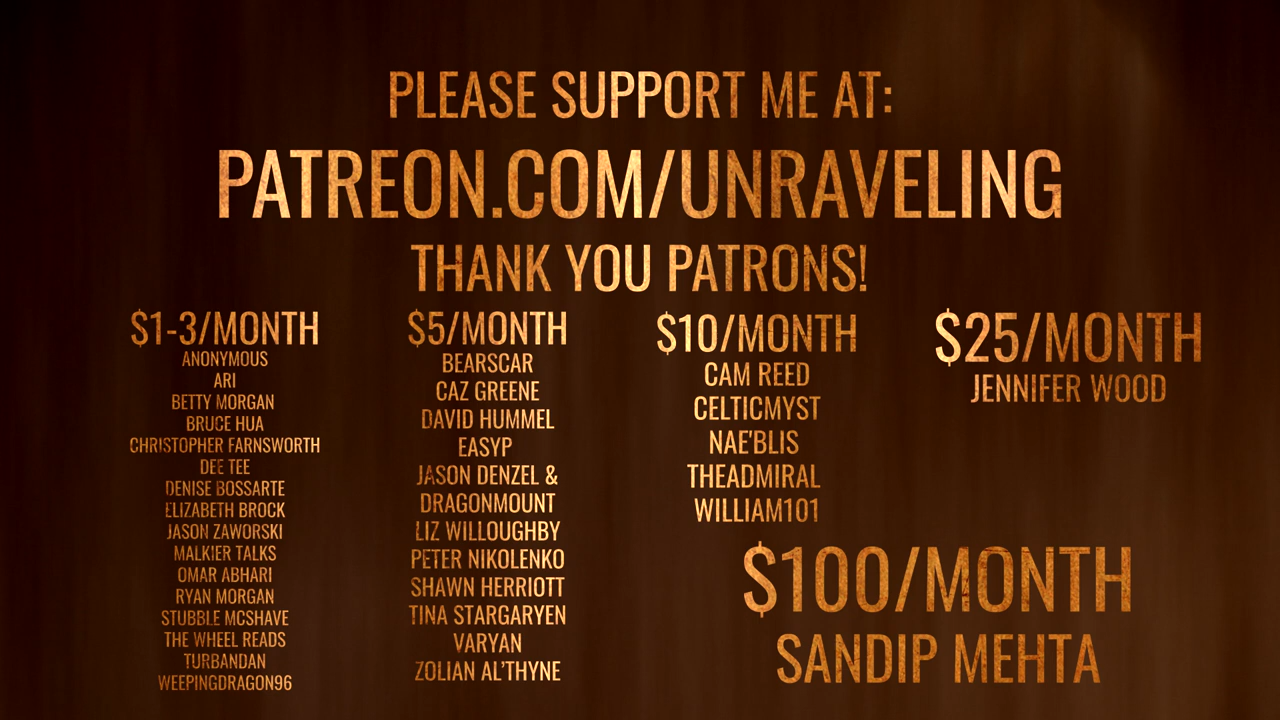 PLEASE SUPPORT ME AT:
PATREON.COM/UNRAVELING
THANK YOU PATRONS!
$1-3/MONTH
ANONYMOUS
ARI
BETTY MORGAN
BRUCE HUA
CHRISTOPHER FARNSWORTH
DEE TEE
DENISE BOSSARTE
ELIZABETH BROCK
JASON ZAWORSKI
MALKIER TALKS
OMAR ABHARI
RYAN MORGAN
STUBBLE MCSHAVE
THE WHEEL READS
TURBANDAN
WEEPINGDRAGON96
$5/MONTH
BEARSCAR
CAZ GREENE
DAVID HUMMEL
EASYP
JASON DENZEL &
DRAGONMOUNT
LIZ WILLOUGHBY
PETER NIKOLENKO
SHAWN HERRIOTT
TINA STARGARYEN
VARYAN
ZOLIAN AL'THYNE
$10/MONTH
CAM REED
CELTICMYST
NAE'BLIS
THEADMIRAL
WILLIAM101
$25/MONTH
JENNIFER WOOD
$100/MONTH
SANDIP MEHTA